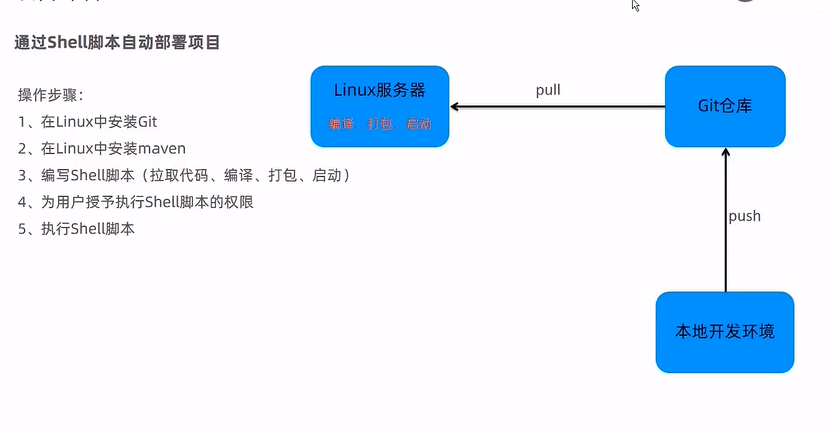 通过Shell脚本自动部署项目
操作步骤：
1、在Linux中安装Git
2、在Linux中安装maven
3、编写Shell脚本（拉取代码、编译、打包、启动）
4、为用户授予执行Shell脚本的权限
5、执行Shell脚本
Linux服务器
编译、打包、启动
pull
Git仓库
push
本地开发环境